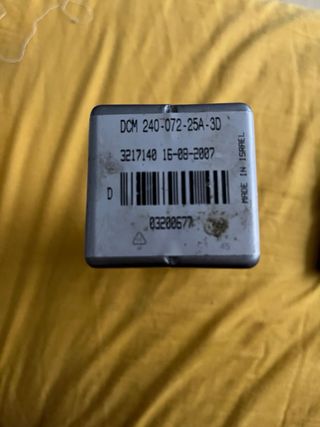 DCM 240-072-25A-3D
3217140 16-08-2007
D
03200677
MADE IN ISRAEL